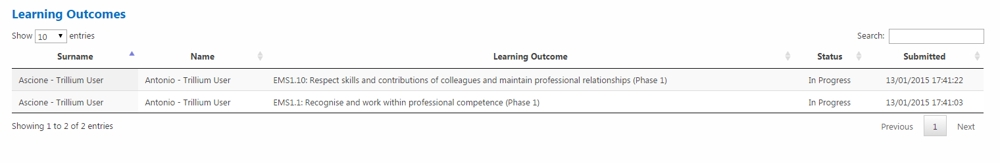 Learning Outcomes
Show 10 entries Search:
Surname Name Learning Outcome Status Submitted
Ascione - Trillium User Antonio - Trillium User EMS1.10: Respect skills and contributions of colleagues and maintain professional relationships (Phase 1) In Progress 13/01/2015 17:41:22
Ascione - Trillium User Antonio - Trillium User EMS1.1: Recognise and work within professional competence (Phase 1) In Progress 13/01/2015 17:41:03
Showing 1 to 2 of 2 entries Previous 1 Next